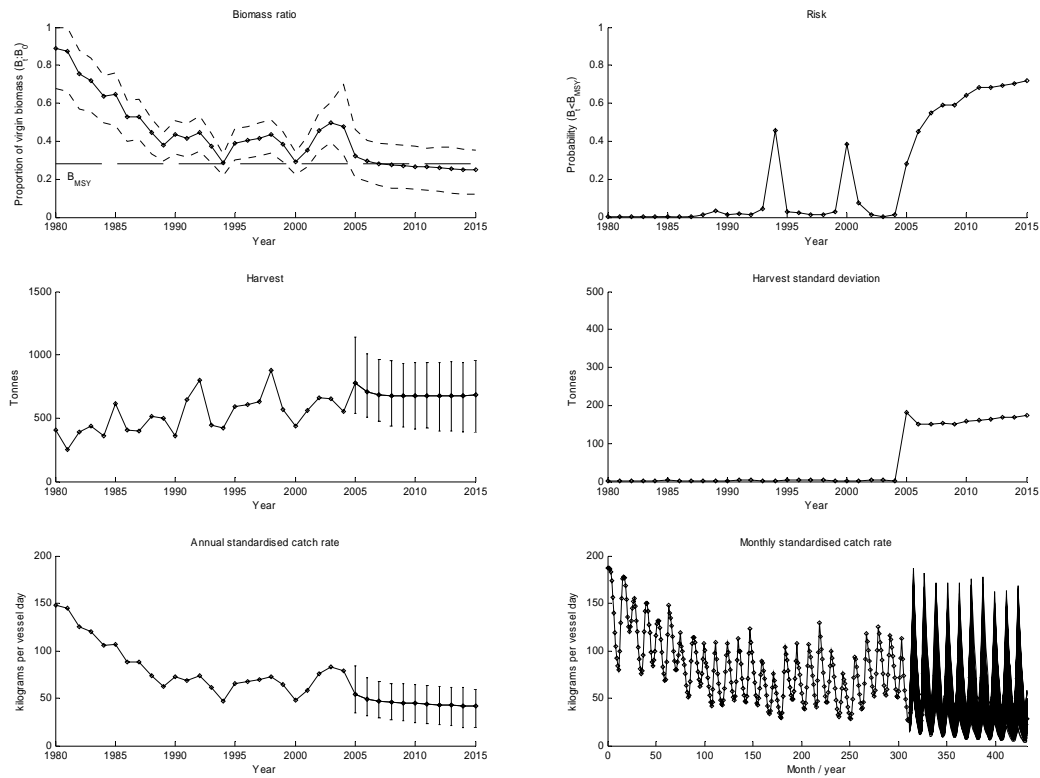 Biomass ratio
Proportion of virgin biomass (Bt:B0)
1
0.8
0.6
0.4
0.2
0
BMSY
1980 1985 1990 1995 2000 2005 2010 2015
Year
Risk
Probability (Bt<BMSY)
1
0.8
0.6
0.4
0.2
0
1980 1985 1990 1995 2000 2005 2010 2015
Year
Harvest
Tonnes
1500
1000
500
0
1980 1985 1990 1995 2000 2005 2010 2015
Year
Harvest standard deviation
Tonnes
500
400
300
200
100
0
1980 1985 1990 1995 2000 2005 2010 2015
Year
Annual standardised catch rate
kilograms per vessel day
200
150
100
50
0
1980 1985 1990 1995 2000 2005 2010 2015
Year
Monthly standardised catch rate
kilograms per vessel day
200
150
100
50
0
0 50 100 150 200 250 300 350 400
Month / year